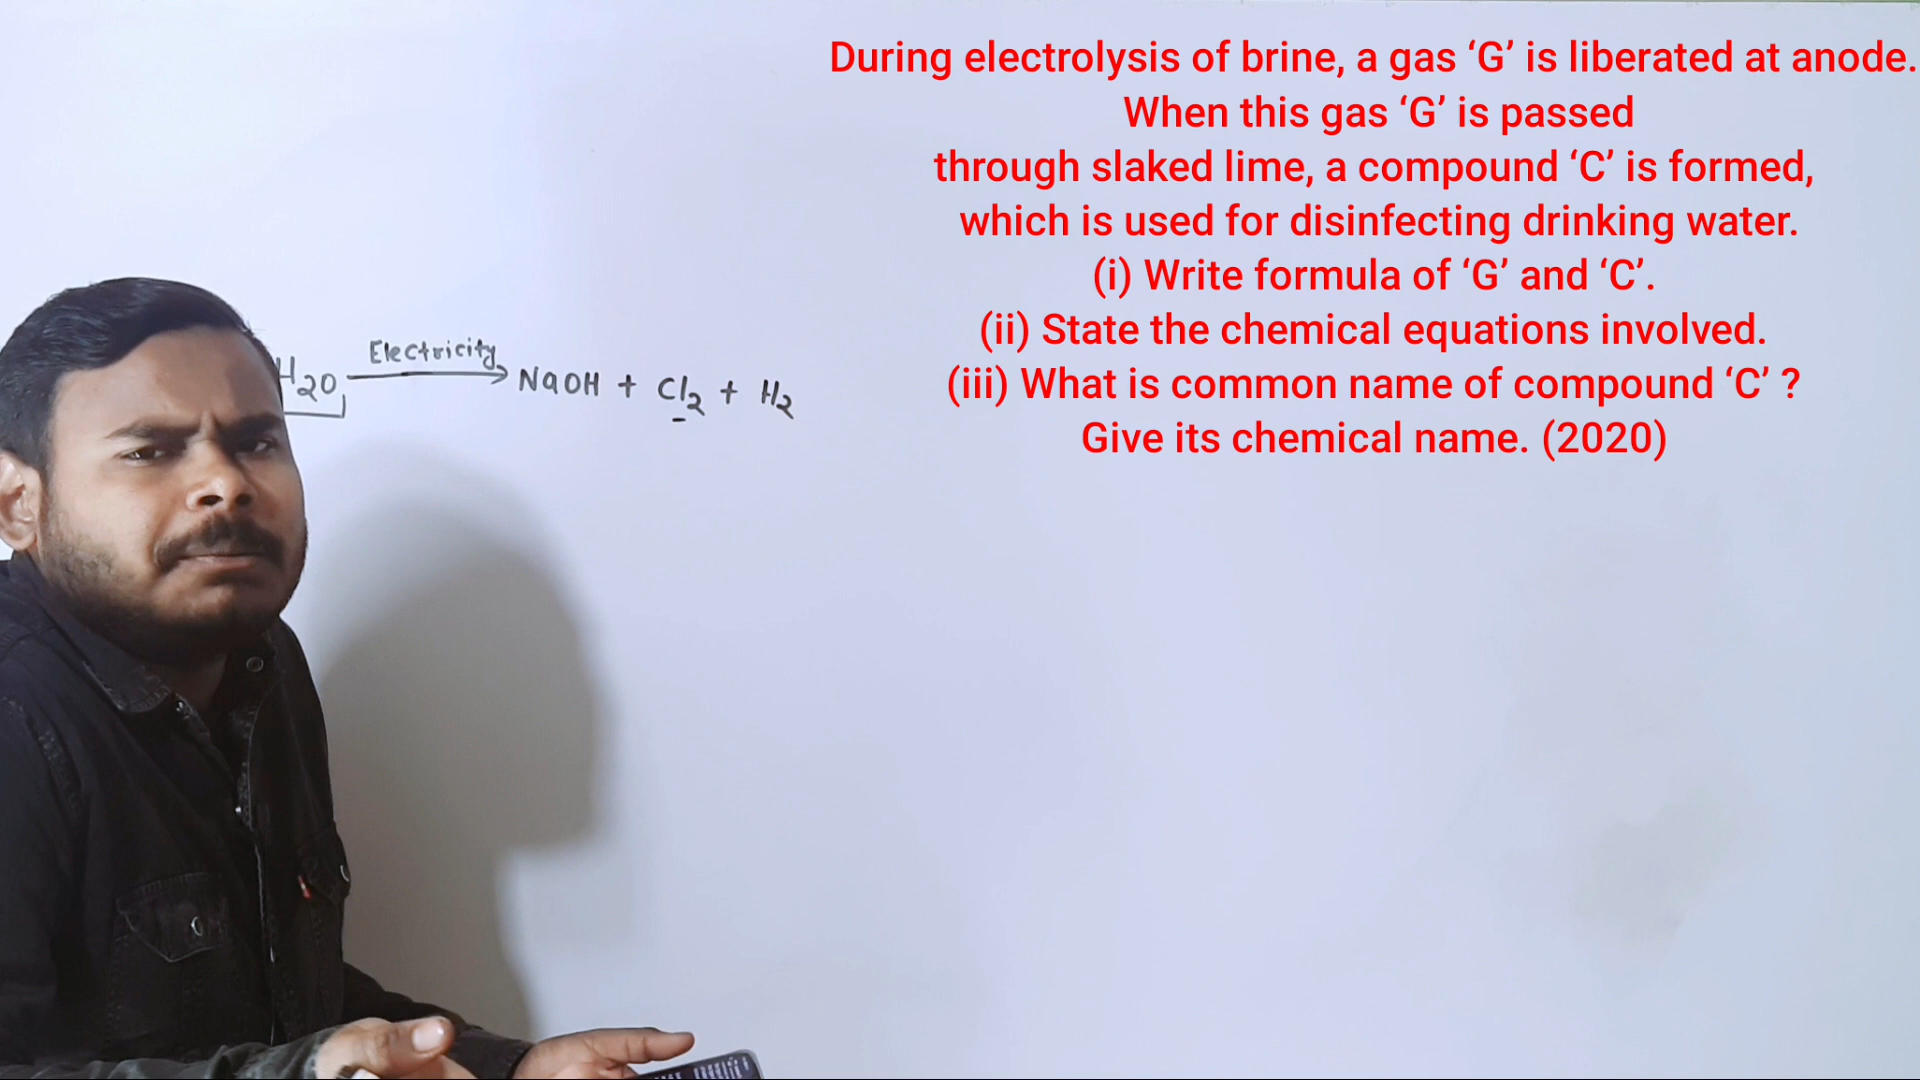 During electrolysis of brine, a gas ‘G’ is liberated at anode.
When this gas ‘G’ is passed
through slaked lime, a compound ‘C’ is formed,
which is used for disinfecting drinking water.
(i) Write formula of ‘G’ and ‘C’.
(ii) State the chemical equations involved.
(iii) What is common name of compound ‘C’ ?
Give its chemical name. (2020)
H2O Electricity → NaOH + Cl2 + H2